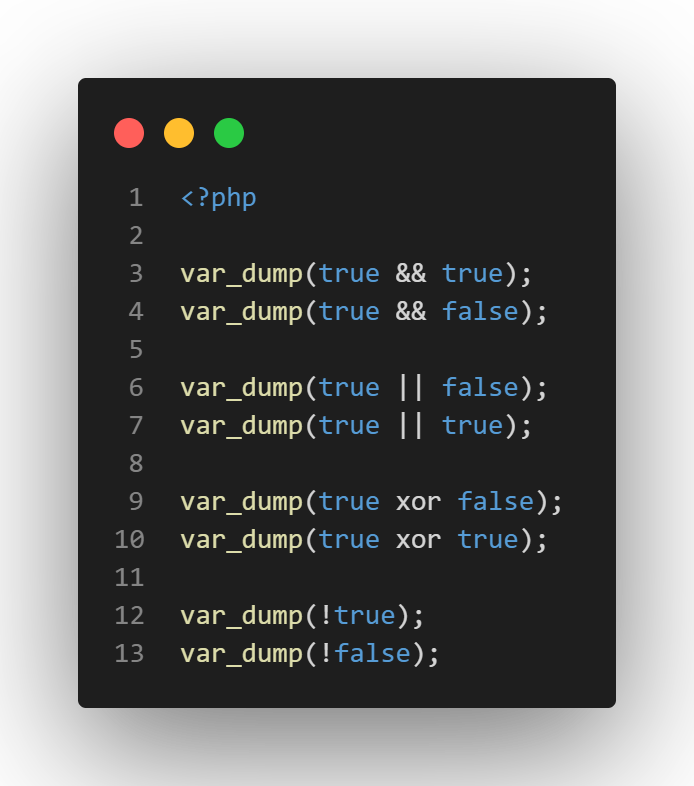 1 <?php
2
3 var_dump(true && true);
4 var_dump(true && false);
5
6 var_dump(true || false);
7 var_dump(true || true);
8
9 var_dump(true xor false);
10 var_dump(true xor true);
11
12 var_dump(!true);
13 var_dump(!false);